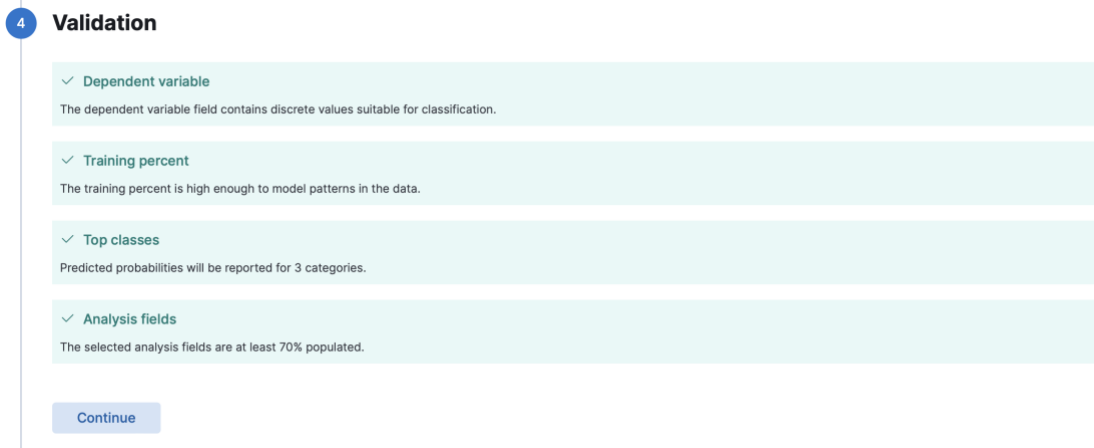 4 Validation
Dependent variable
The dependent variable field contains discrete values suitable for classification.
Training percent
The training percent is high enough to model patterns in the data.
Top classes
Predicted probabilities will be reported for 3 categories.
Analysis fields
The selected analysis fields are at least 70% populated.
Continue